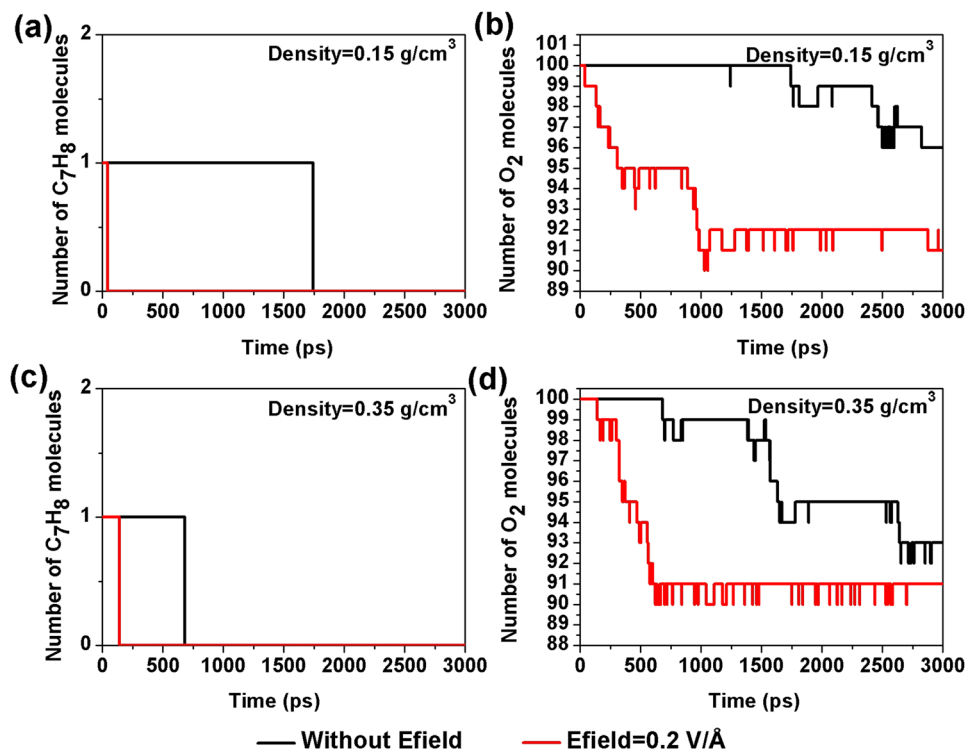 (a)
Density=0.15 g/cm³
Number of C₇H₈ molecules
2
1
0
0 500 1000 1500 2000 2500 3000
Time (ps)
(b)
Density=0.15 g/cm³
Number of O₂ molecules
101
100
99
98
97
96
95
94
93
92
91
90
89
0 500 1000 1500 2000 2500 3000
Time (ps)
(c)
Density=0.35 g/cm³
Number of C₇H₈ molecules
2
1
0
0 500 1000 1500 2000 2500 3000
Time (ps)
(d)
Density=0.35 g/cm³
Number of O₂ molecules
100
99
98
96
95
94
93
91
90
89
88
0 500 1000 1500 2000 2500 3000
Time (ps)
Without Efield
Efield=0.2 V/Å